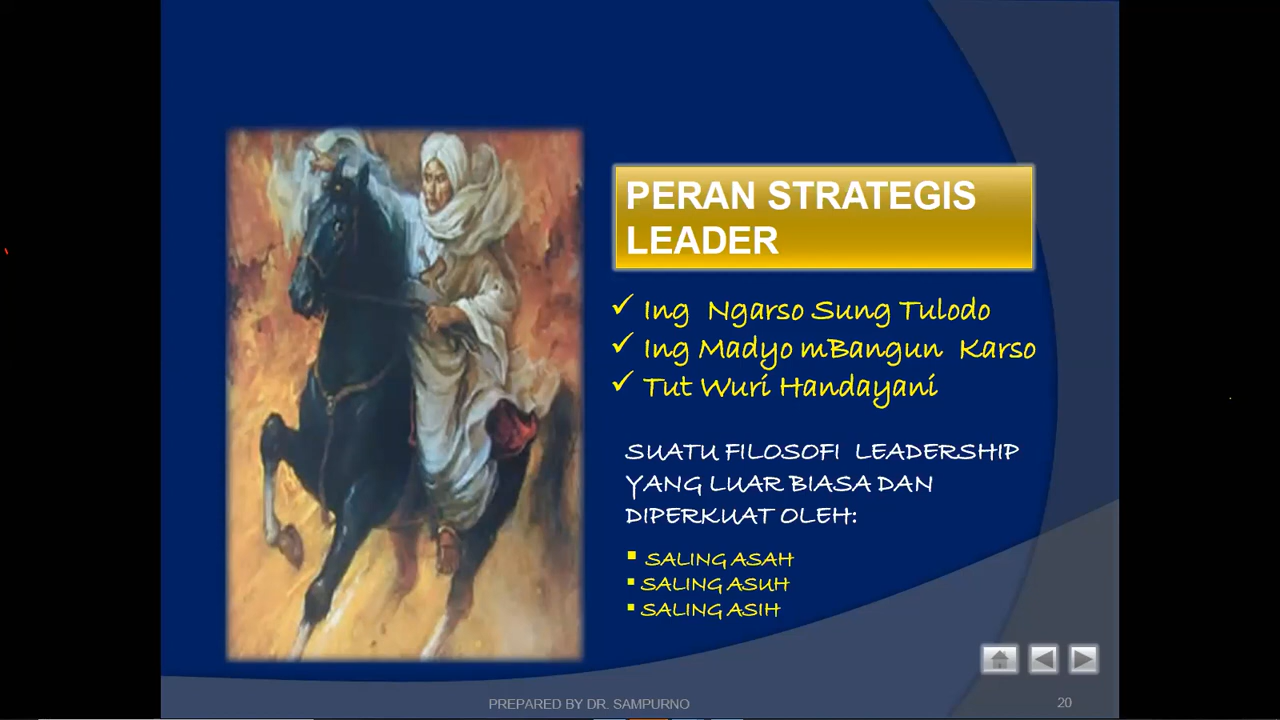 PERAN STRATEGIS
LEADER
✓ Ing Ngarso Sung Tulodo
✓ Ing Madyo mBangun Karso
✓ Tut Wuri Handayani
SUATU FILOSOFI LEADERSHIP
YANG LUAR BIASA DAN
DIPERKUAT OLEH:
▪ SALING ASAH
▪ SALING ASUH
▪ SALING ASIH
PREPARED BY DR. SAMPURNO
20